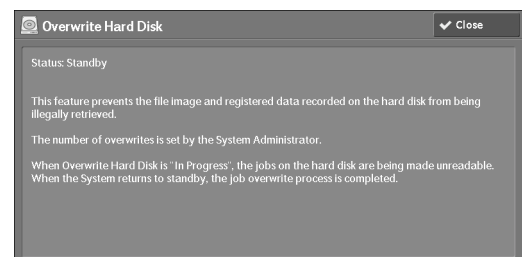 Overwrite Hard Disk
Close
Status: Standby
This feature prevents the file image and registered data recorded on the hard disk from being
illegally retrieved.
The number of overwrites is set by the System Administrator.
When Overwrite Hard Disk is "In Progress", the jobs on the hard disk are being made unreadable.
When the System returns to standby, the job overwrite process is completed.